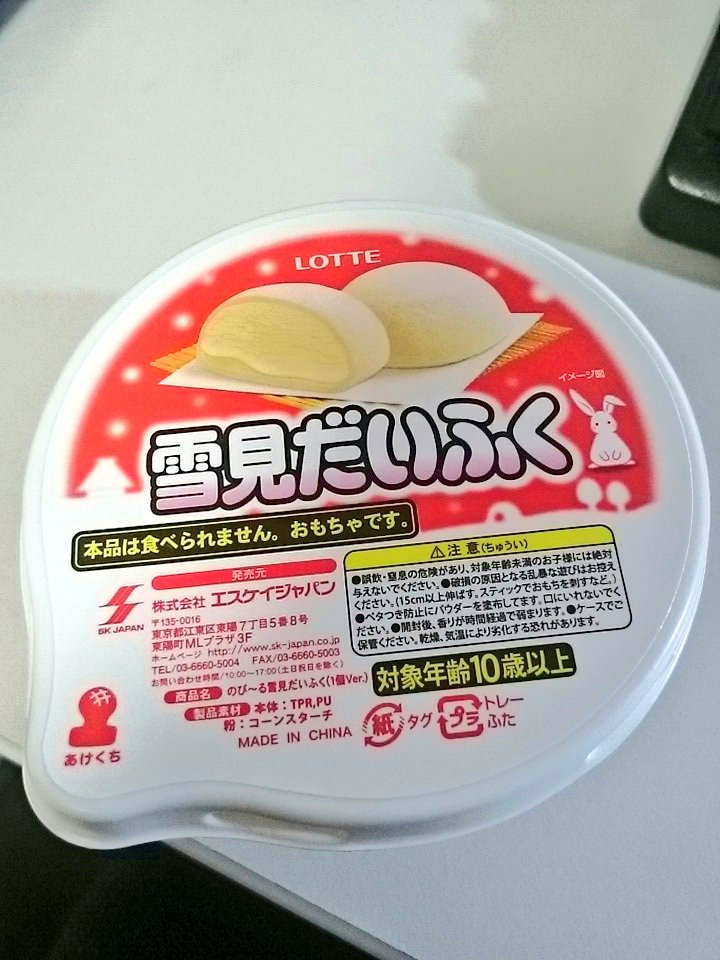 LOTTE
イメージ図
雪見だいふく
本品は食べられません。おもちゃです。
発売元
SK JAPAN
株式会社 エスケイジャパン
〒135-0016
東京都江東区東陽7丁目5番8号
東陽町MLプラザ3F
ホームページ http://www.sk-japan.co.jp
TEL/03-6660-5004 FAX/03-6660-5003
お問い合わせ時間/10:00~17:00(土日祝日を除く)
商品名 のび〜る雪見だいふく(1個Ver.)
製品素材 本体:TPR,PU
粉:コーンスターチ
MADE IN CHINA
⚠注意(ちゅうい)
●誤飲・窒息の危険があり、対象年齢未満のお子様には絶対
与えないでください。●破損の原因となる乱暴な遊びはお控え
ください。(15cm以上伸ばす。スティックでおもちを刺すなど。)
●ベタつき防止にパウダーを塗布してます。口にいれないでく
ださい。●開封後、香りが時間経過で弱まります。●ケースで
保管ください。乾燥、気温により劣化する恐れがあります。
対象年齢10歳以上
紙 タグ
プラ トレー
ふた
あけくち